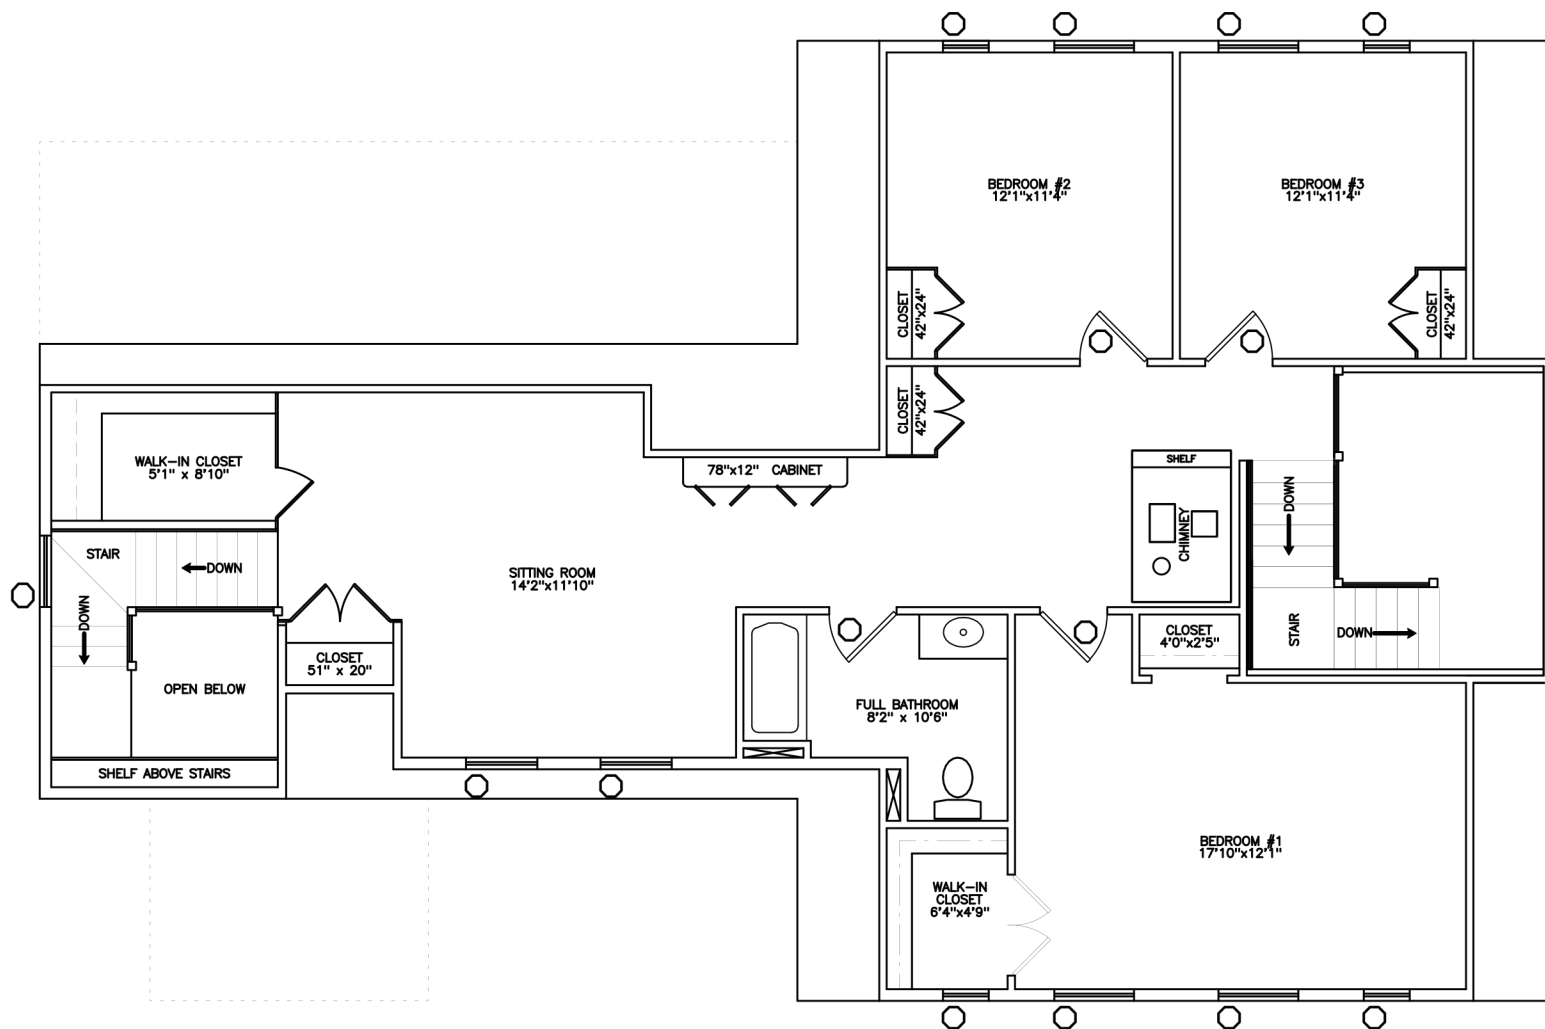 BEDROOM #2
12'1"x11'4"
BEDROOM #3
12'1"x11'4"
CLOSET
42"x24"
CLOSET
42"x24"
CLOSET
42"x24"
WALK-IN CLOSET
5'1" x 8'10"
78"x12" CABINET
SHELF
CHIMNEY
DOWN
STAIR
DOWN
DOWN
SITTING ROOM
14'2"x11'10"
STAIR
DOWN
CLOSET
4'0"x2'5"
CLOSET
51" x 20"
OPEN BELOW
FULL BATHROOM
8'2" x 10'6"
SHELF ABOVE STAIRS
BEDROOM #1
17'10"x12'1"
WALK-IN
CLOSET
6'4"x4'9"